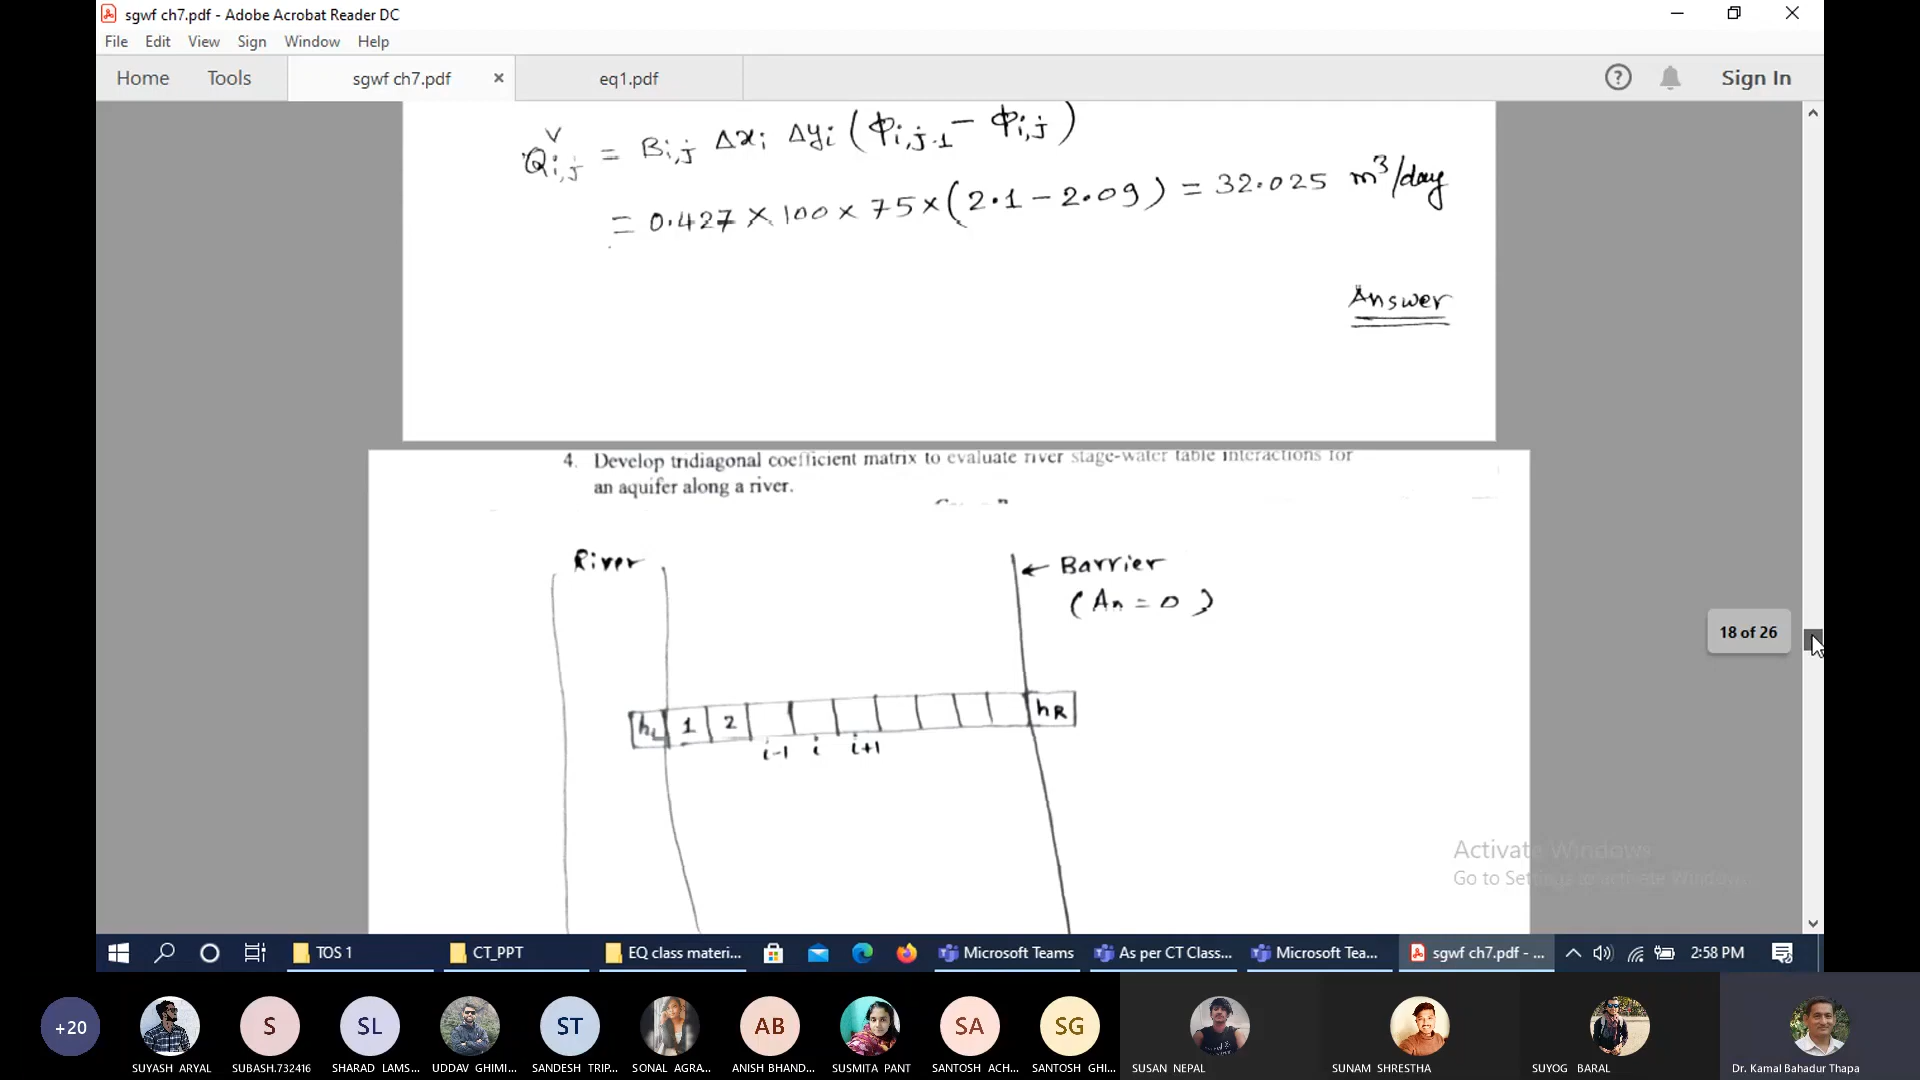 sgwf ch7.pdf - Adobe Acrobat Reader DC
File Edit View Sign Window Help
Home Tools sgwf ch7.pdf × eq1.pdf ? Sign In
Q^v_{i,j} = B_{i,j} Δx_i Δy_i (Φ_{i,j-1} - Φ_{i,j})
= 0.427 × 100 × 75 × (2.1 - 2.09) = 32.025 m³/day
Answer
4. Develop tridiagonal coefficient matrix to evaluate river stage-water table interactions for
an aquifer along a river.
River
← Barrier
(An = 0)
18 of 26
hL 1 2 hR
i-1 i i+1
Activate Windows
Go to Settings to activate Windows.
TOS 1 CT_PPT EQ class materi... Microsoft Teams As per CT Class... Microsoft Tea... sgwf ch7.pdf - ... 2:58 PM
+20 S SL ST AB SA SG
SUYASH ARYAL SUBASH.732416 SHARAD LAMS... UDDAV GHIMI... SANDESH TRIP... SONAL AGRA... ANISH BHAND... SUSMITA PANT SANTOSH ACH... SANTOSH GHI... SUSAN NEPAL SUNAM SHRESTHA SUYOG BARAL Dr. Kamal Bahadur Thapa